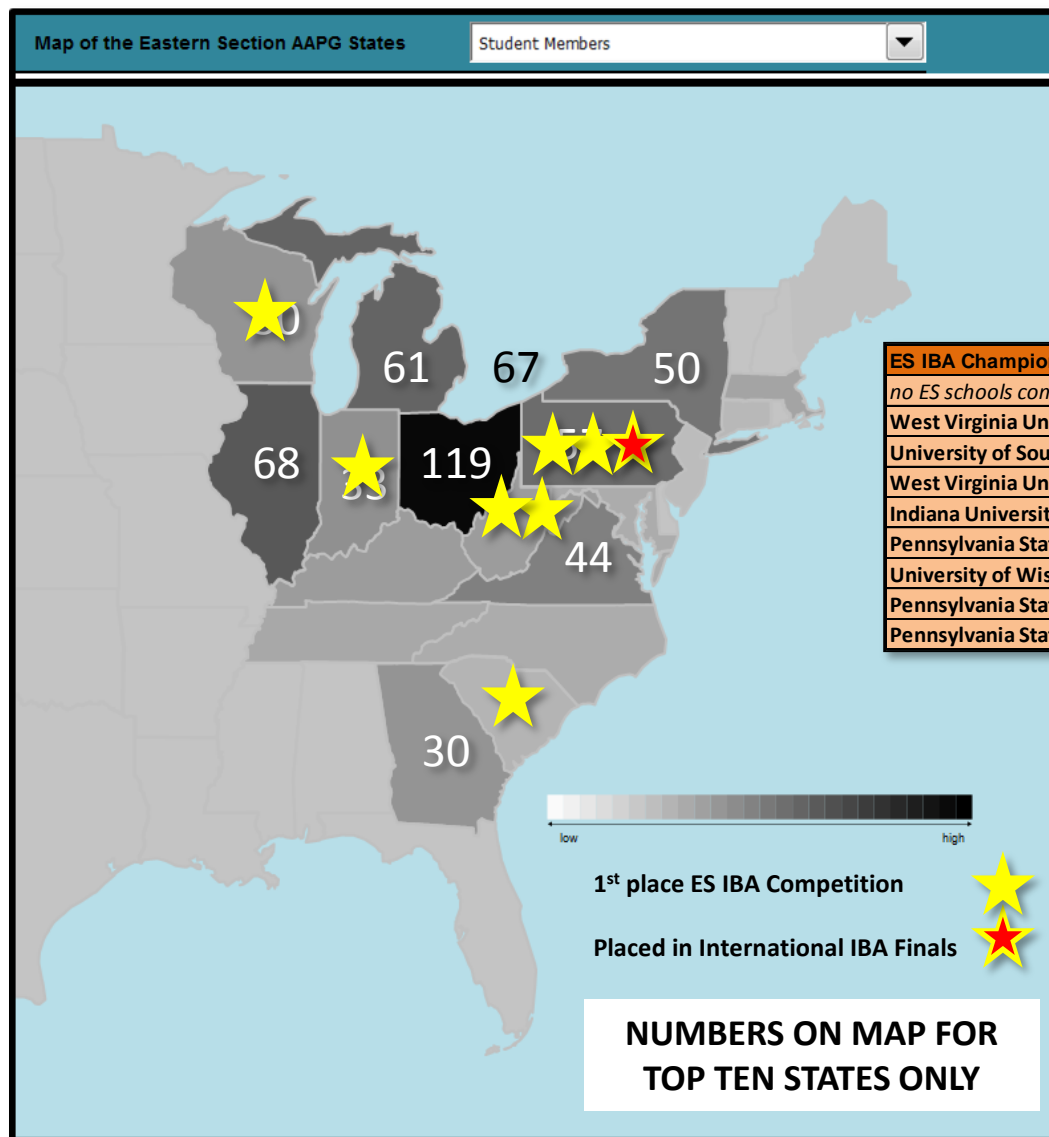 Map of the Eastern Section AAPG States
Student Members
61
67
50
68
119
44
30
ES IBA Champio
no ES schools con
West Virginia Un
University of Sou
West Virginia Un
Indiana Universit
Pennsylvania Stat
University of Wis
Pennsylvania Stat
Pennsylvania Stat
low
high
1st place ES IBA Competition
Placed in International IBA Finals
NUMBERS ON MAP FOR
TOP TEN STATES ONLY